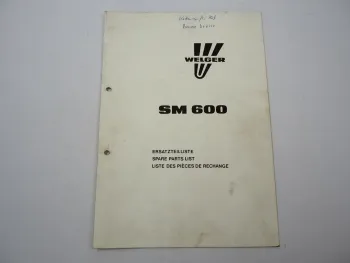 WELGER
SM 600
ERSATZTEILLISTE
SPARE PARTS LIST
LISTE DES PIÈCES DE RECHANGE